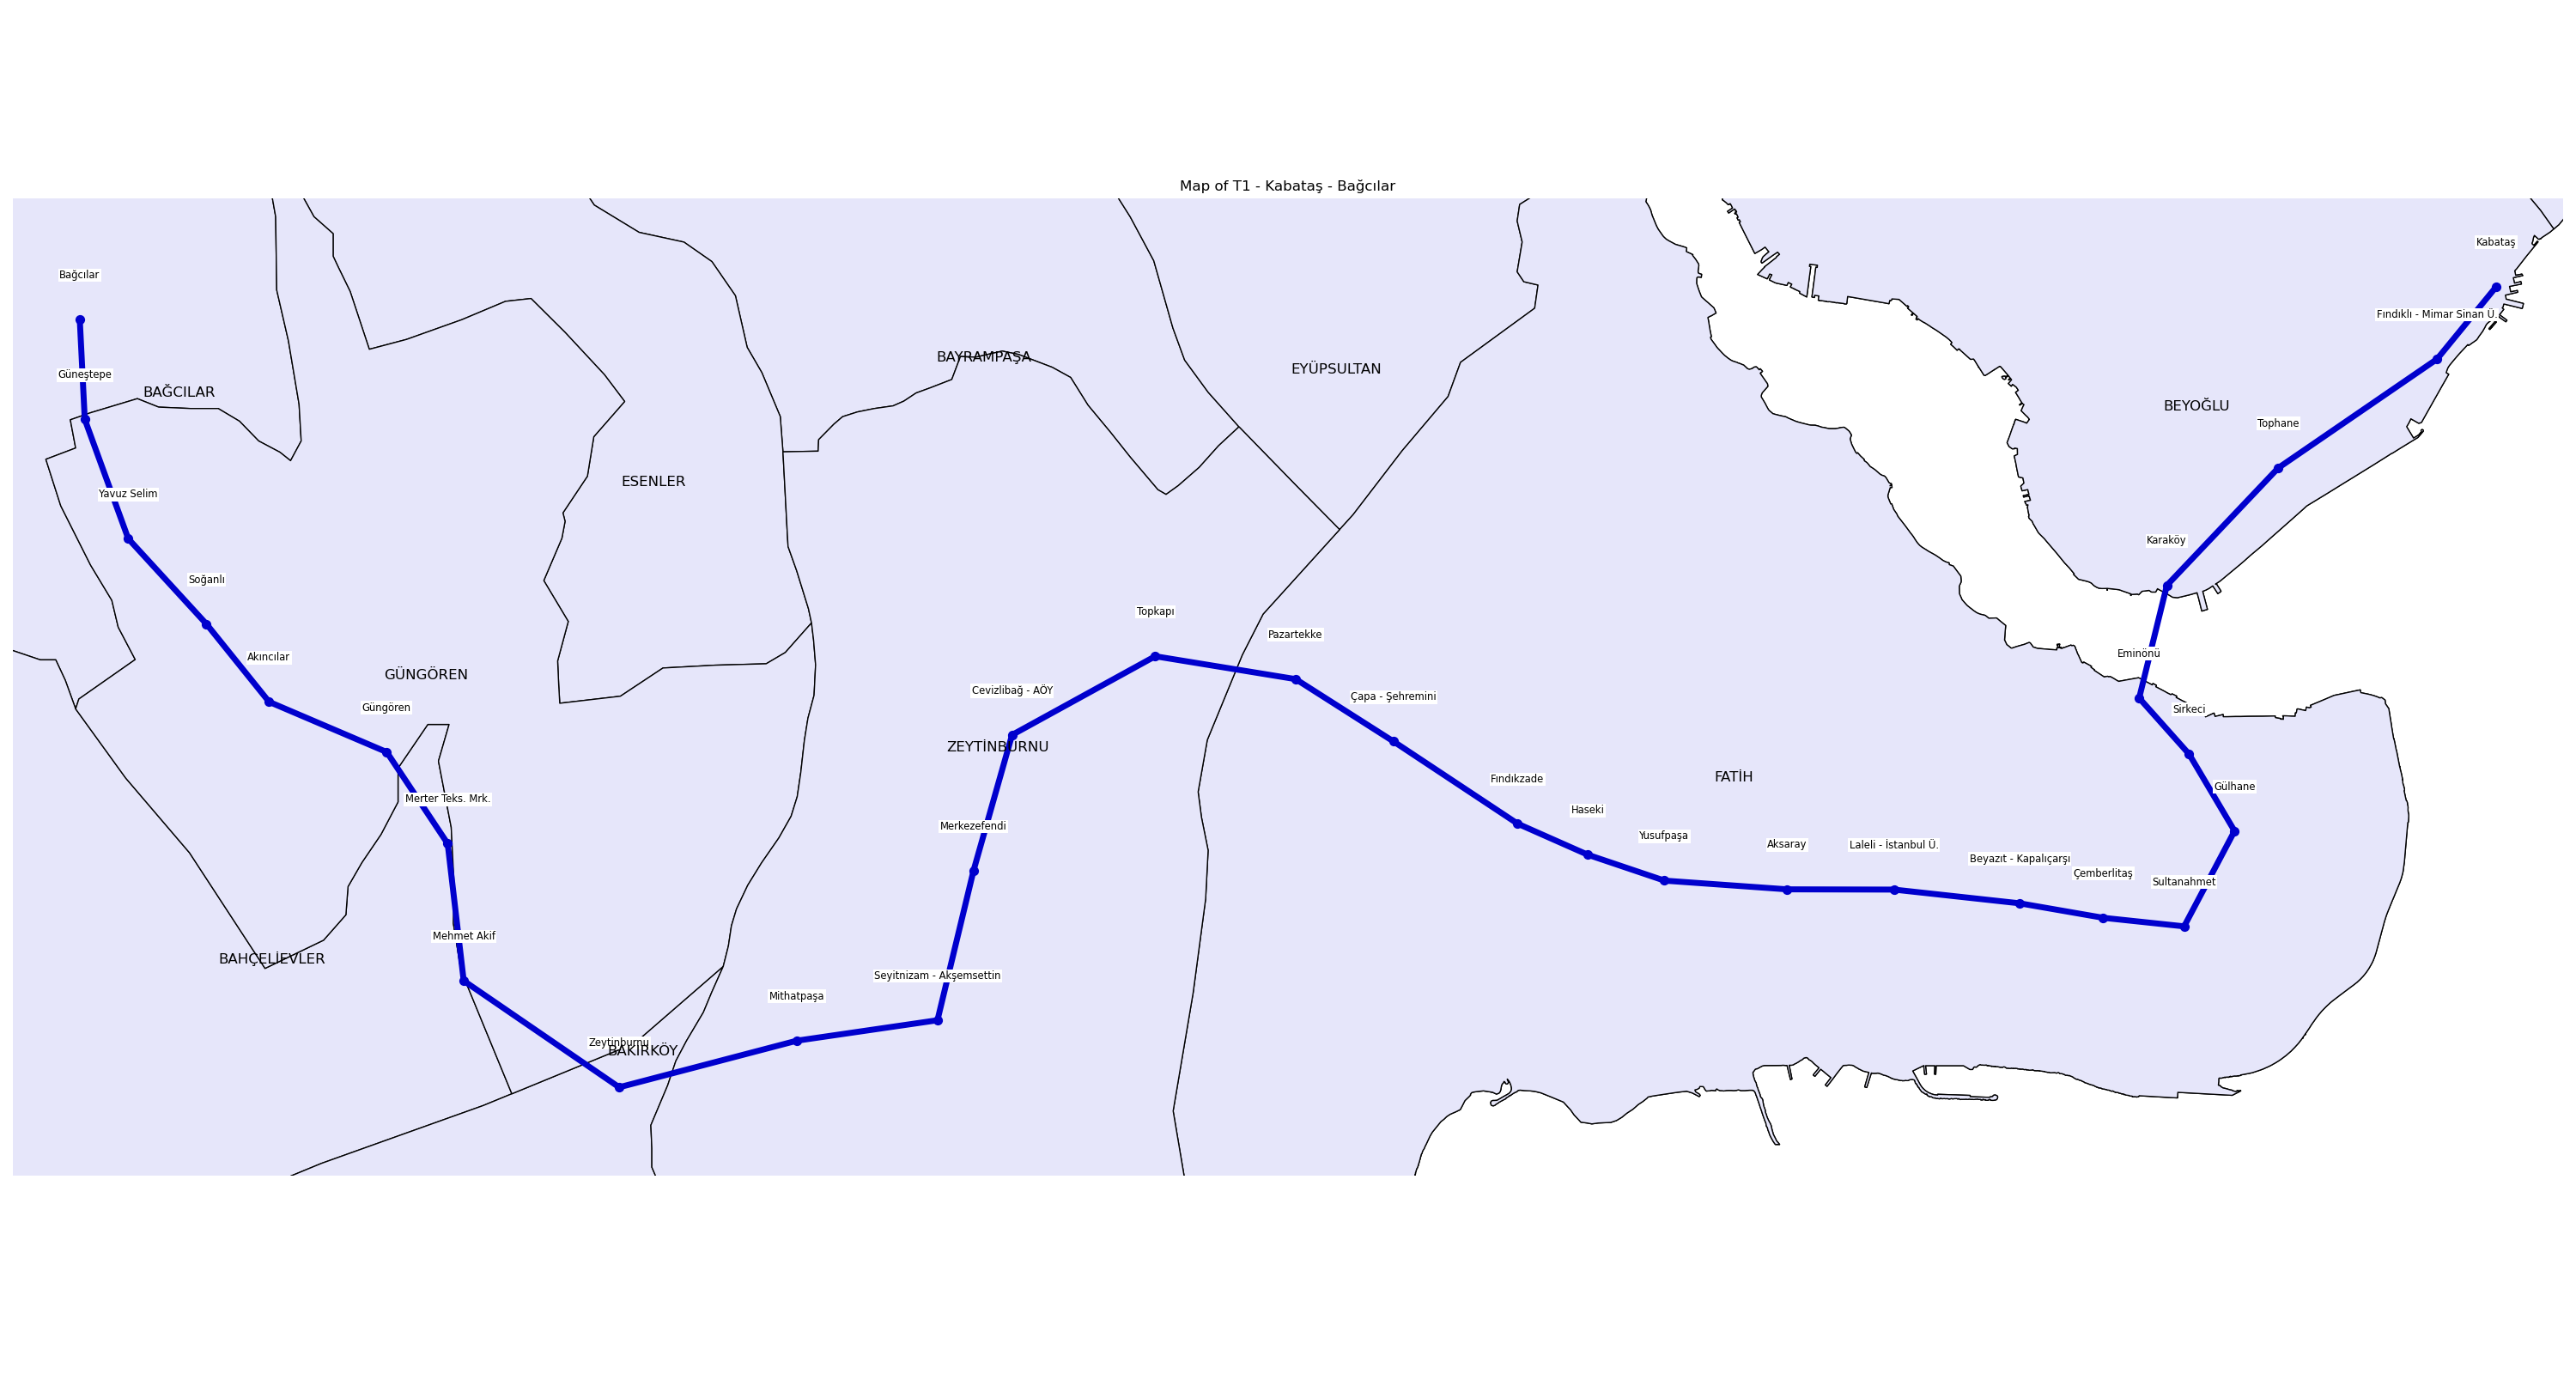 Map of T1 - Kabataş - Bağcılar
Kabataş
Bağcılar
Fındıklı - Mimar Sinan Ü.
BAYRAMPAŞA
EYÜPSULTAN
Güneştepe
BAĞCILAR
BEYOĞLU
Tophane
ESENLER
Yavuz Selim
Karaköy
Soğanlı
Topkapı
Pazartekke
Eminönü
Akıncılar
GÜNGÖREN
Cevizlibağ - AÖY
Çapa - Şehremini
Güngören
Sirkeci
ZEYTİNBURNU
FATİH
Fındıkzade
Gülhane
Merter Teks. Mrk.
Haseki
Merkezefendi
Yusufpaşa
Aksaray
Laleli - İstanbul Ü.
Beyazıt - Kapalıçarşı
Çemberlitaş
Sultanahmet
Mehmet Akif
BAHÇELİEVLER
Seyitnizam - Akşemsettin
Mithatpaşa
Zeytinburnu
BAKIRKÖY